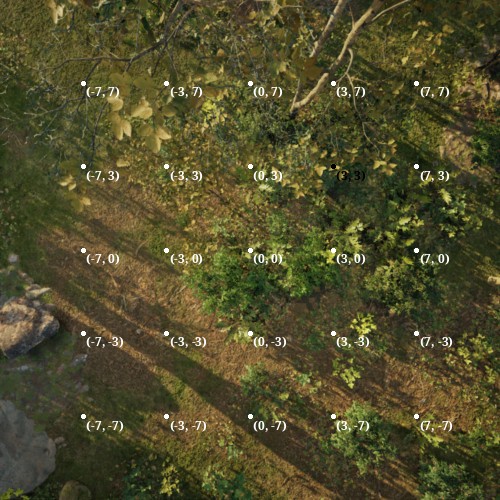 (-7, 7) (-3, 7) (0, 7) (3, 7) (7, 7)
(-7, 3) (-3, 3) (0, 3) (3, 3) (7, 3)
(-7, 0) (-3, 0) (0, 0) (3, 0) (7, 0)
(-7, -3) (-3, -3) (0, -3) (3, -3) (7, -3)
(-7, -7) (-3, -7) (0, -7) (3, -7) (7, -7)